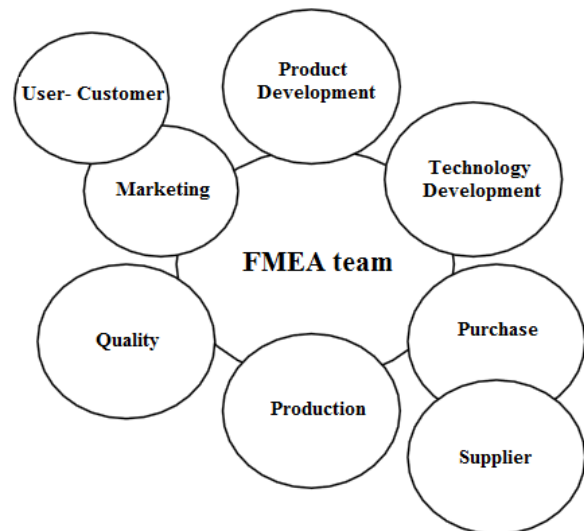 User- Customer
Product
Development
Marketing
Technology
Development
FMEA team
Quality
Purchase
Production
Supplier